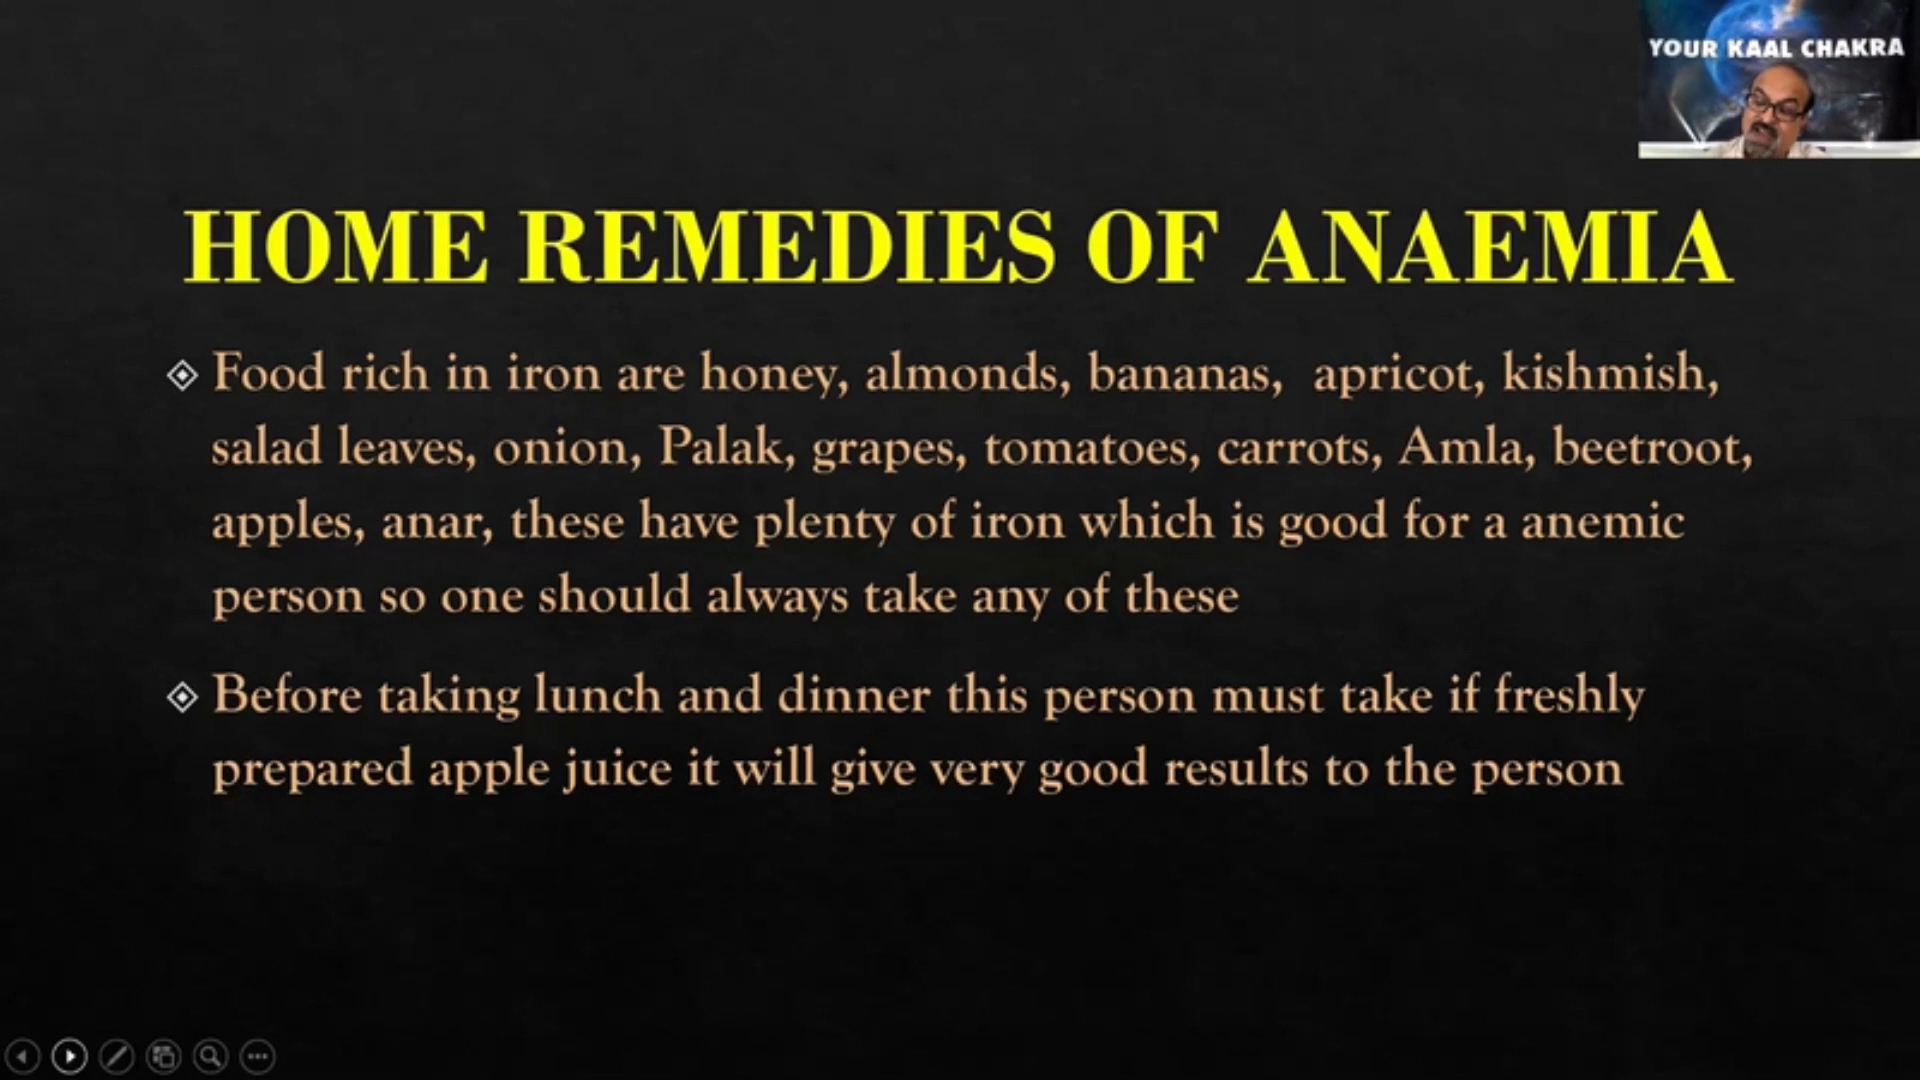 YOUR KAAL CHAKRA
HOME REMEDIES OF ANAEMIA
Food rich in iron are honey, almonds, bananas, apricot, kishmish,
salad leaves, onion, Palak, grapes, tomatoes, carrots, Amla, beetroot,
apples, anar, these have plenty of iron which is good for a anemic
person so one should always take any of these
Before taking lunch and dinner this person must take if freshly
prepared apple juice it will give very good results to the person